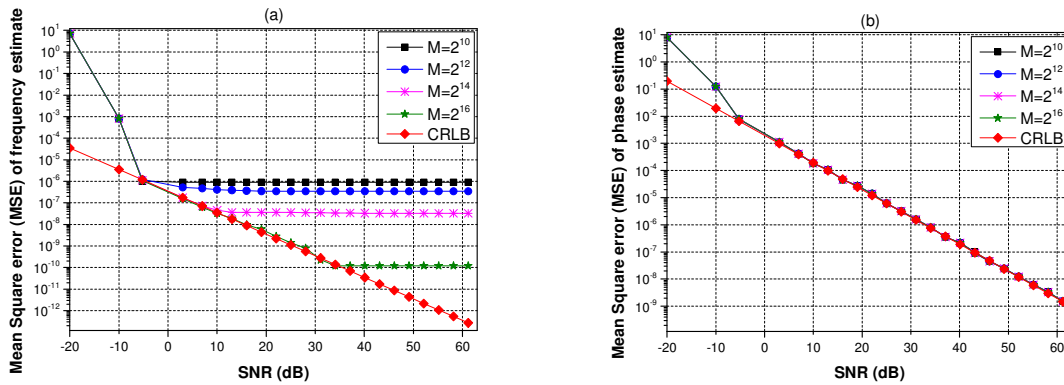 (a)
Mean Square error (MSE) of frequency estimate
10^1
10^0
10^-1
10^-2
10^-3
10^-4
10^-5
10^-6
10^-7
10^-8
10^-9
10^-10
10^-11
10^-12
M=2^10
M=2^12
M=2^14
M=2^16
CRLB
-20 -10 0 10 20 30 40 50 60
SNR (dB)
(b)
Mean Square error (MSE) of phase estimate
10^1
10^0
10^-1
10^-2
10^-3
10^-4
10^-5
10^-6
10^-7
10^-8
10^-9
M=2^10
M=2^12
M=2^14
M=2^16
CRLB
-20 -10 0 10 20 30 40 50 60
SNR (dB)